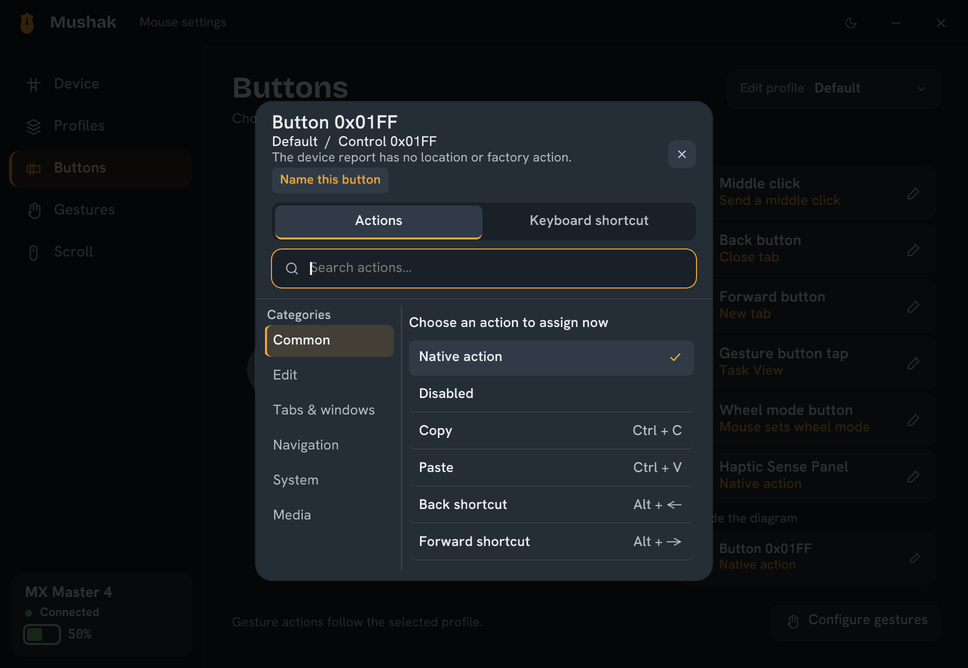 Mushak
Mouse settings
Device
Profiles
Buttons
Gestures
Scroll
MX Master 4
Connected
50%
Buttons
Edit profile Default
Button 0x01FF
Default / Control 0x01FF
The device report has no location or factory action.
Name this button
Actions
Keyboard shortcut
Search actions...
Categories
Common
Edit
Tabs & windows
Navigation
System
Media
Choose an action to assign now
Native action
Disabled
Copy Ctrl + C
Paste Ctrl + V
Back shortcut Alt + ←
Forward shortcut Alt + →
Middle click
Send a middle click
Back button
Close tab
Forward button
New tab
Gesture button tap
Task View
Wheel mode button
Mouse sets wheel mode
Haptic Sense Panel
Native action
the diagram
Button 0x01FF
Native action
Gesture actions follow the selected profile.
Configure gestures